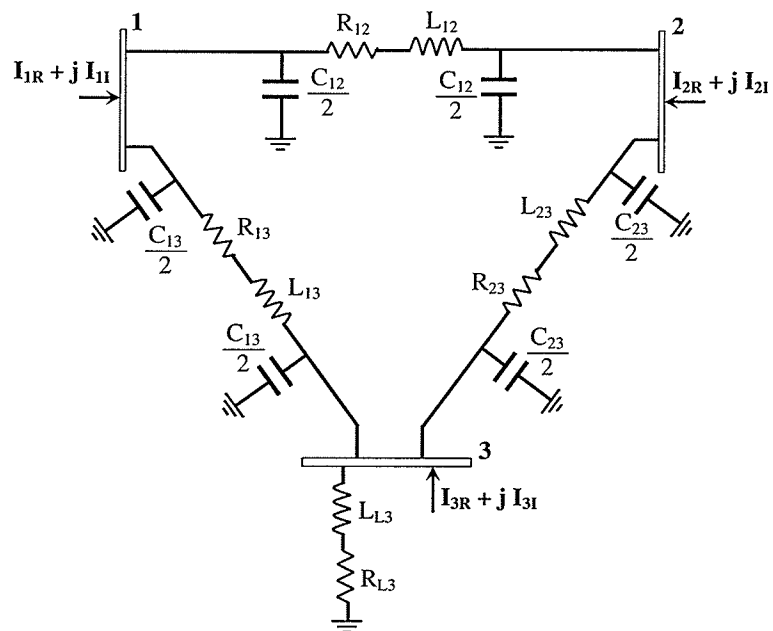 1
R12
L12
2
I1R + j I1I
C12
2
C12
2
I2R + j I2I
C13
2
R13
L23
C23
2
L13
R23
C13
2
C23
2
3
I3R + j I3I
LL3
RL3